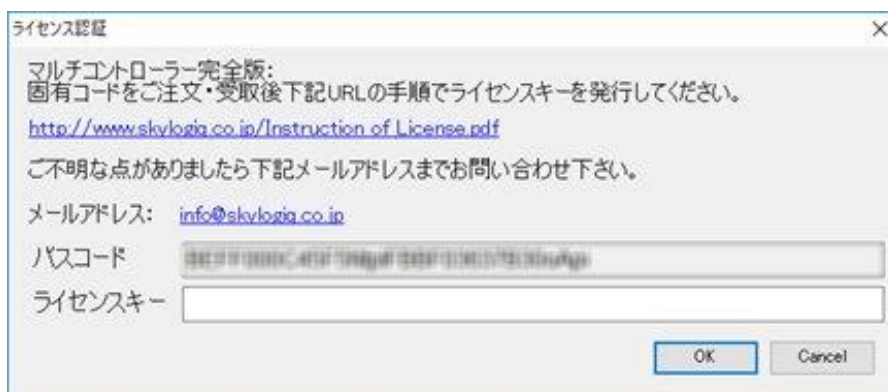 ライセンス認証
マルチコントローラー完全版:
固有コードをご注文・受取後下記URLの手順でライセンスキーを発行してください。
http://www.skylogiq.co.jp/Instruction of License.pdf
ご不明な点がありましたら下記メールアドレスまでお問い合わせ下さい。
メールアドレス: info@skylogiq.co.jp
パスコード
ライセンスキー
OK Cancel